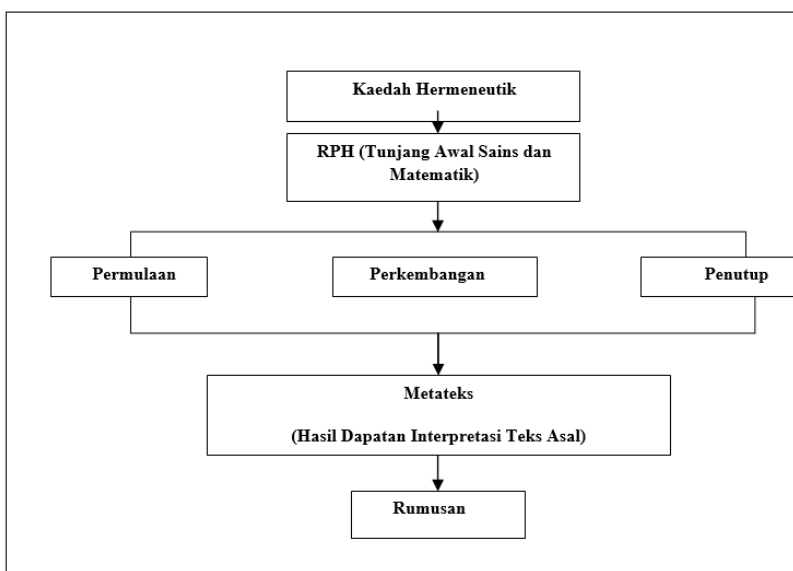 Kaedah Hermeneutik
RPH (Tunjang Awal Sains dan
Matematik)
Permulaan
Perkembangan
Penutup
Metateks
(Hasil Dapatan Interpretasi Teks Asal)
Rumusan